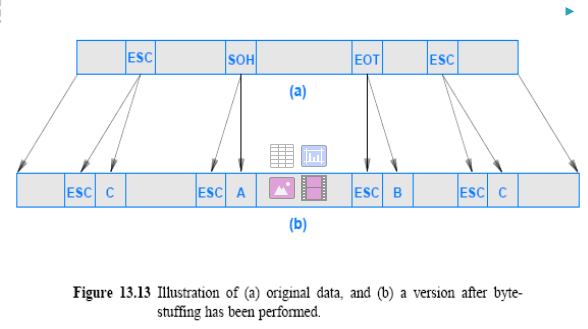 ESC SOH EOT ESC
(a)
ESC C ESC A ESC B ESC C
(b)
Figure 13.13 Illustration of (a) original data, and (b) a version after byte-
stuffing has been performed.